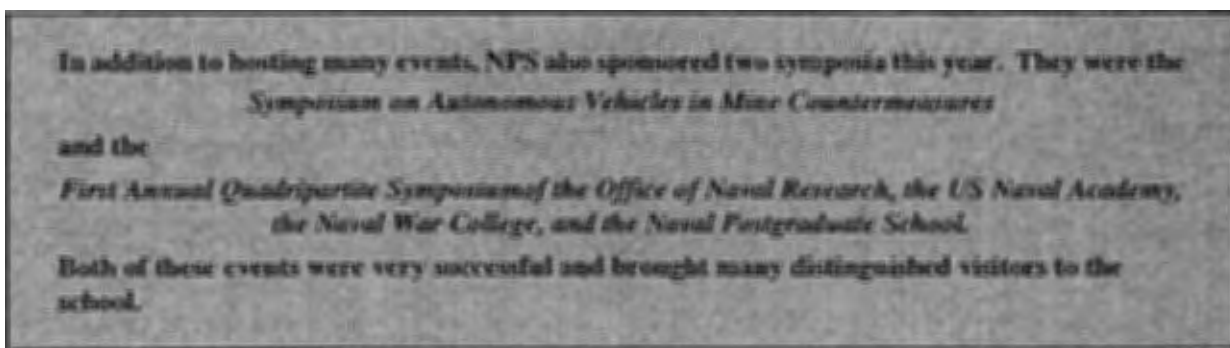 In addition to hosting many events, NPS also sponsored two symposia this year. They were the
Symposium on Autonomous Vehicles in Mine Countermeasures
and the
First Annual Quadripartite Symposiumof the Office of Naval Research, the US Naval Academy,
the Naval War College, and the Naval Postgraduate School.
Both of these events were very successful and brought many distinguished visitors to the
school.